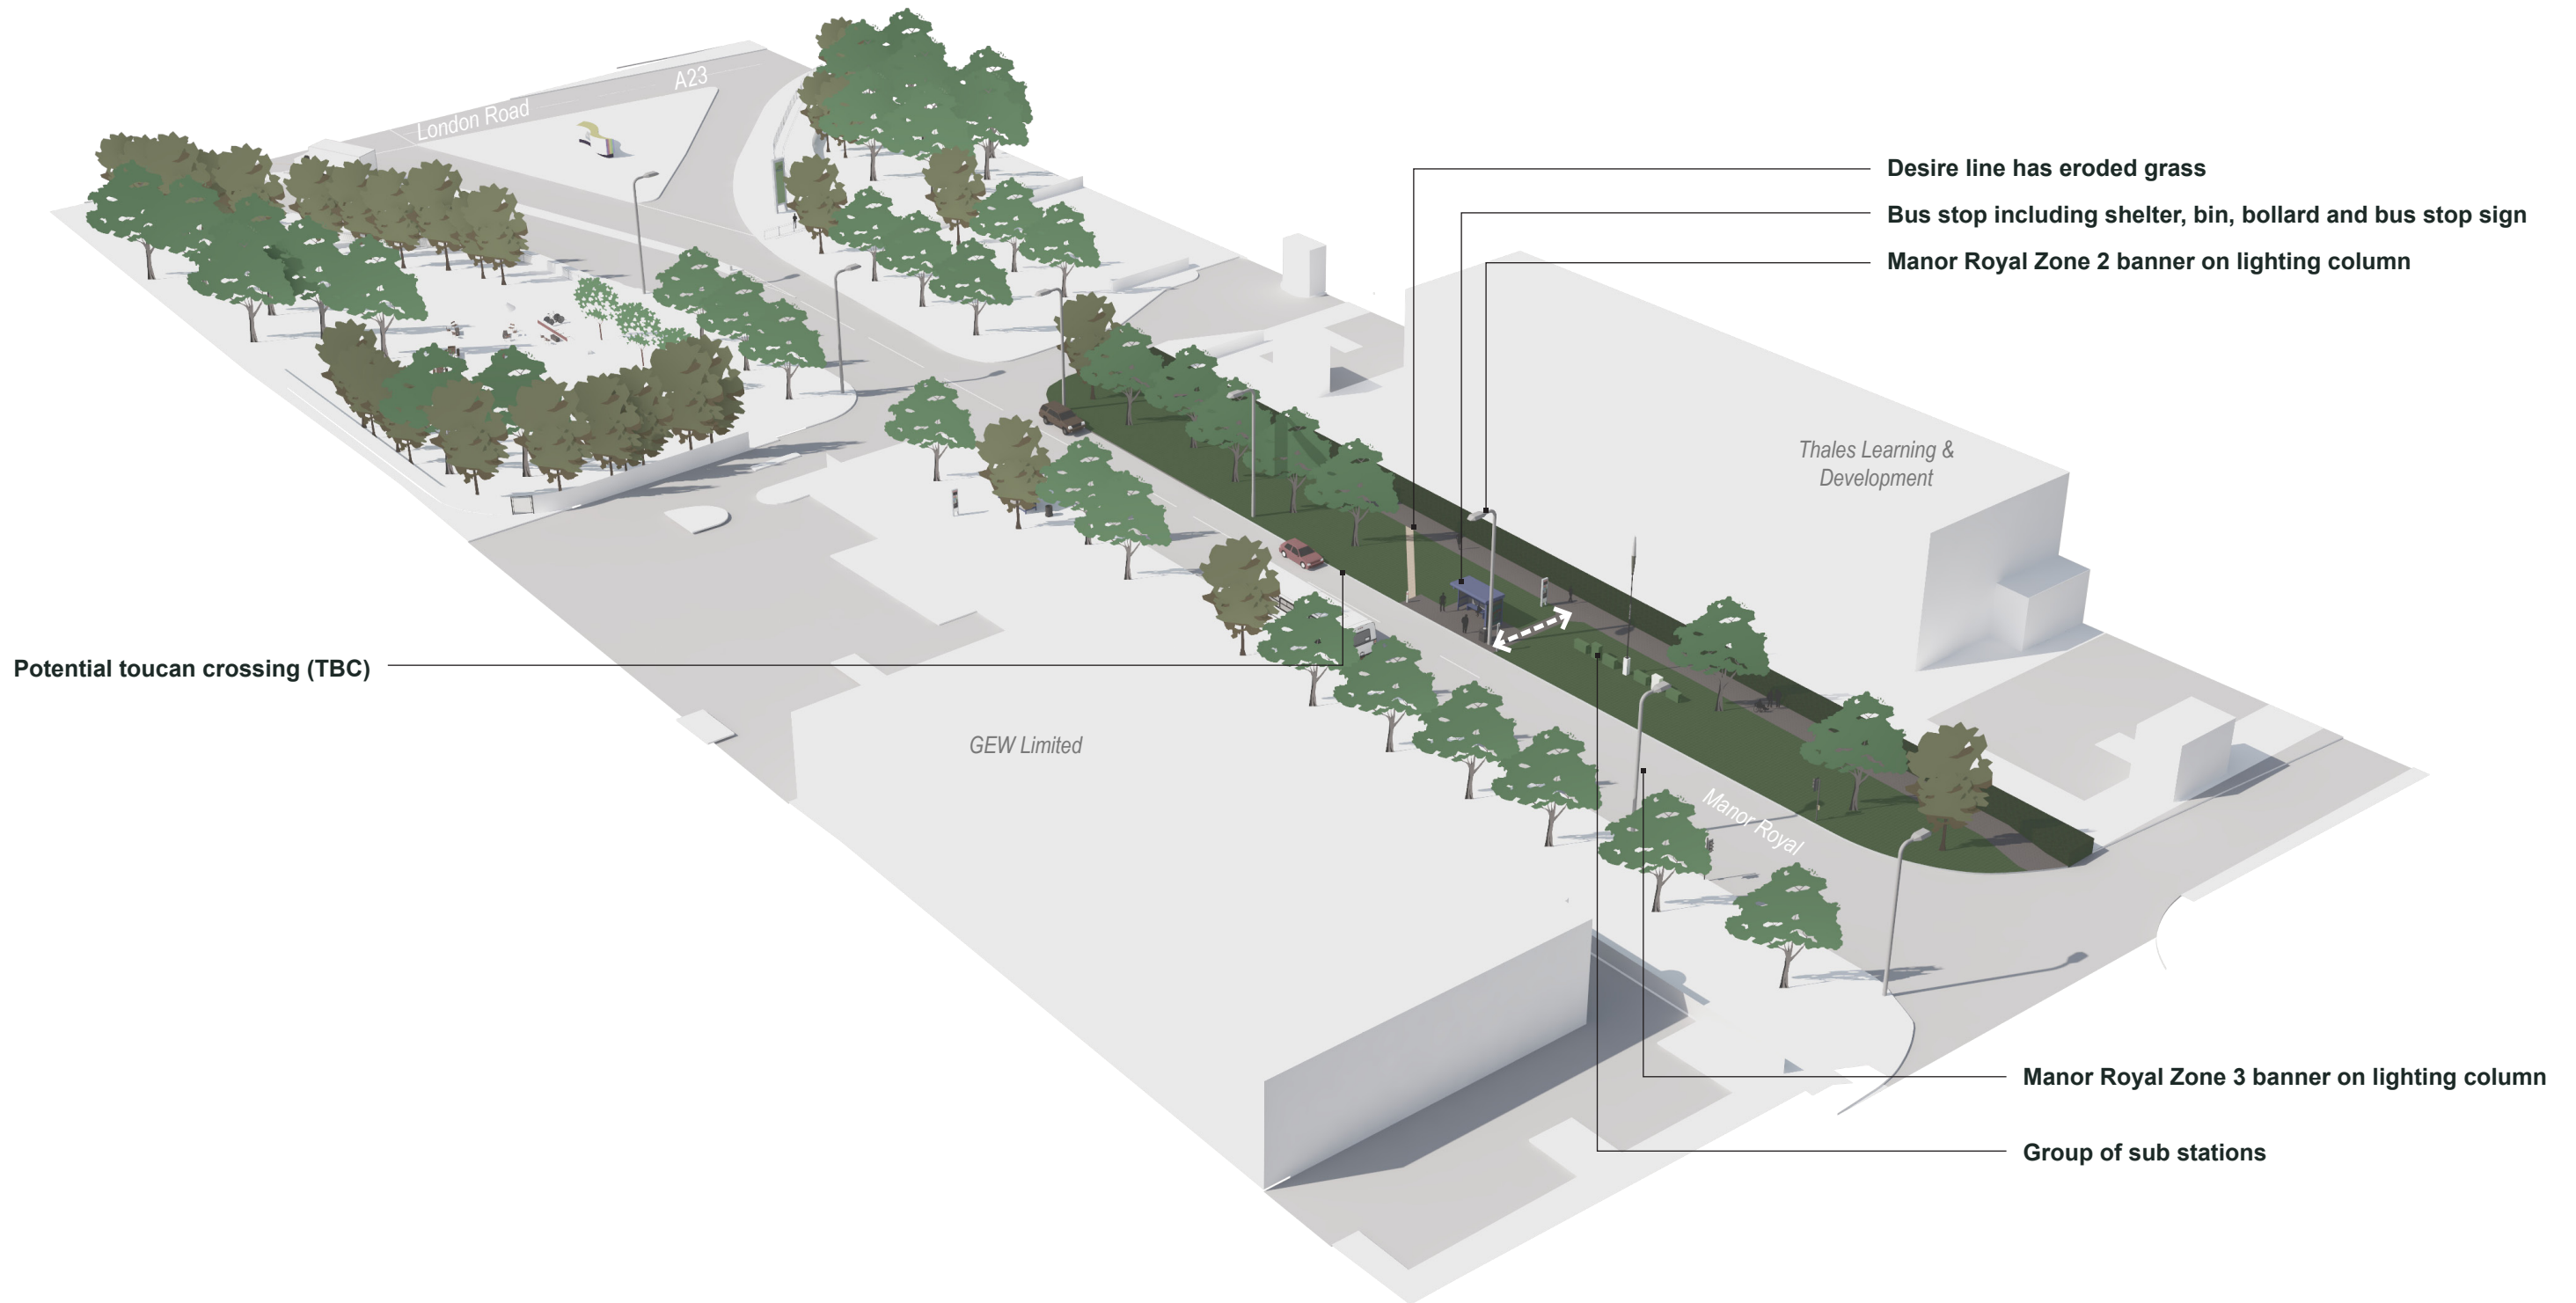 London Road
A23
Desire line has eroded grass
Bus stop including shelter, bin, bollard and bus stop sign
Manor Royal Zone 2 banner on lighting column
Thales Learning &
Development
Potential toucan crossing (TBC)
GEW Limited
Manor Royal
Manor Royal Zone 3 banner on lighting column
Group of sub stations